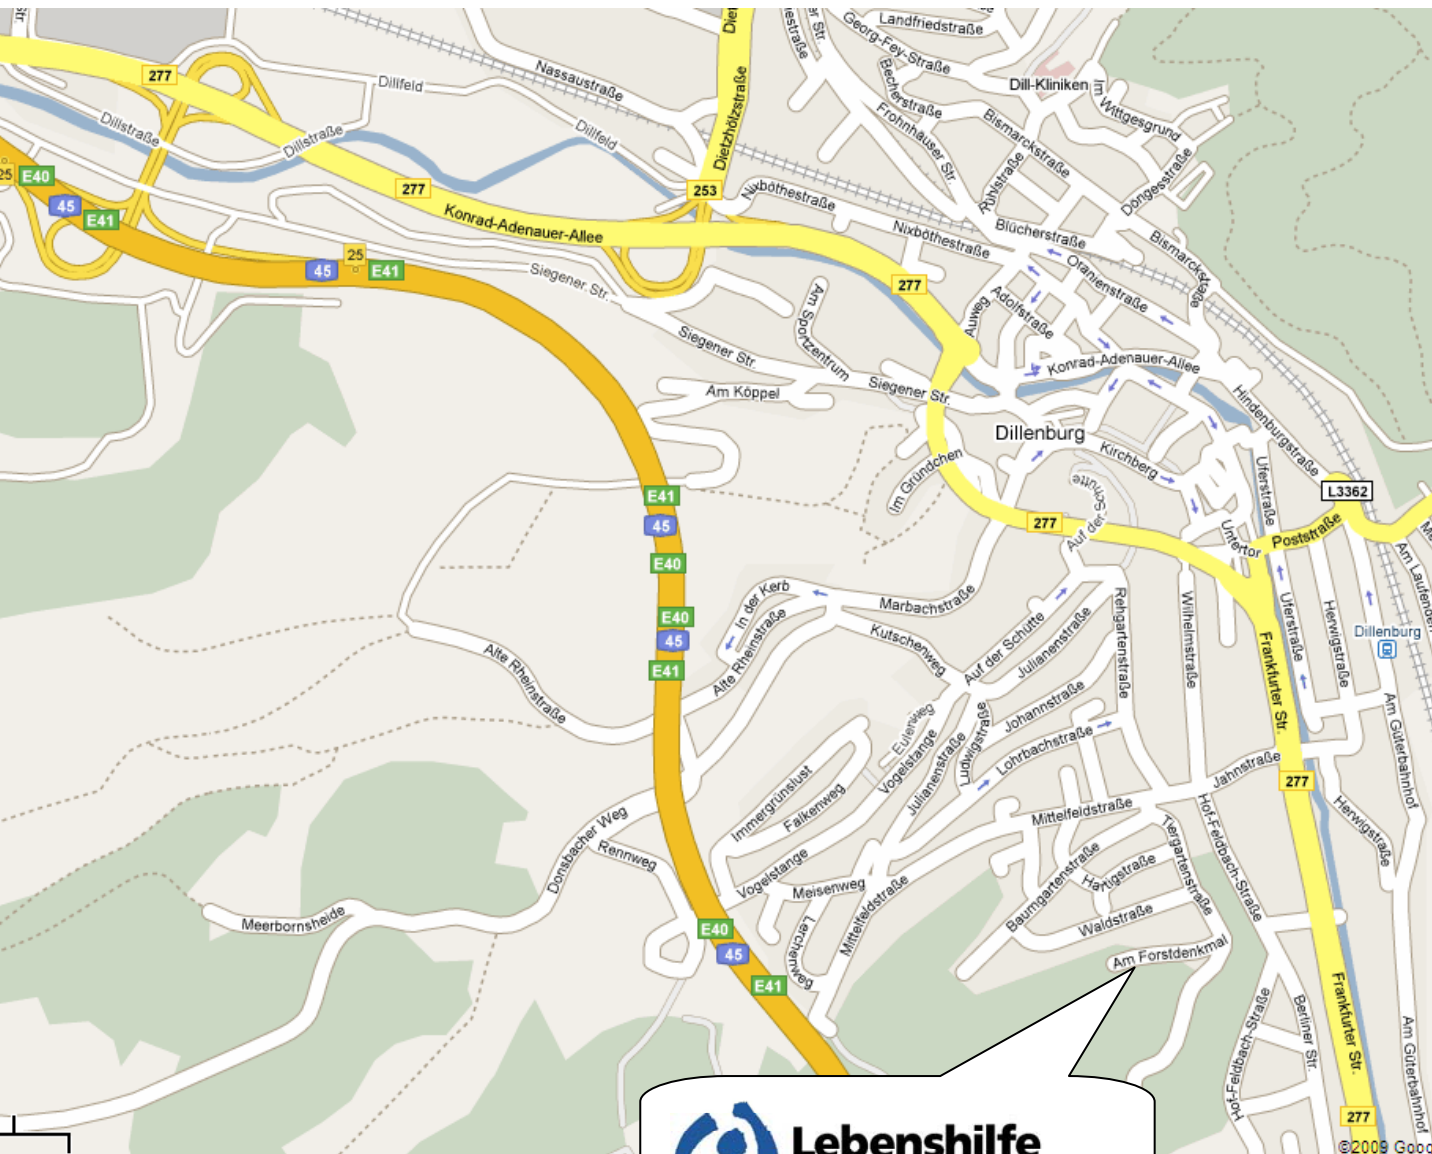 Str.
277
Dillfeld
Nassaustraße
Dietzhölzstraße
Landfriedstraße
Georg-Fey-Straße
Dill-Kliniken
Im Wittgesgrund
Becherstraße
Frohnhäuser Str.
Bismarckstraße
Rühlstraße
Döngesstraße
Dillstraße
Dillstraße
Dillfeld
25
E40
45
E41
277
253
Nixböthestraße
Nixböthestraße
Blücherstraße
Bismarckstraße
Konrad-Adenauer-Allee
25
45
E41
Siegener Str.
277
Oranienstraße
Adolfstraße
Auweg
Am Sportzentrum
Siegener Str.
Konrad-Adenauer-Allee
Am Köppel
Siegener Str.
Hindenburgstraße
Dillenburg
Kirchberg
Im Gründchen
Uferstraße
L3362
E41
45
E40
277
Auf der Schütte
Untertor
Poststraße
E40
45
E41
In der Kerb
Alte Rheinstraße
Marbachstraße
Kutschenweg
Auf der Schütte
Julianenstraße
Rehgartenstraße
Wilhelmstraße
Uferstraße
Herwigstraße
Dillenburg
Frankfurter Str.
Alte Rheinstraße
Eulenweg
Vogelstange
Julianenstraße
Ludwigstraße
Johannstraße
Lohrbachstraße
Am Güterbahnhof
Jahnstraße
277
Immergrünslust
Falkenweg
Mittelfeldstraße
Hof-Feldbach-Straße
Herwigstraße
Donsbacher Weg
Rennweg
Vogelstange
Meisenweg
Mittelfeldstraße
Lerchenweg
Baumgartenstraße
Hartigstraße
Tiergartenstraße
Waldstraße
Meerbornsheide
E40
45
E41
Am Forstdenkmal
Hof-Feldbach-Straße
Berliner Str.
Frankfurter Str.
Am Güterbahnhof
277
Lebenshilfe